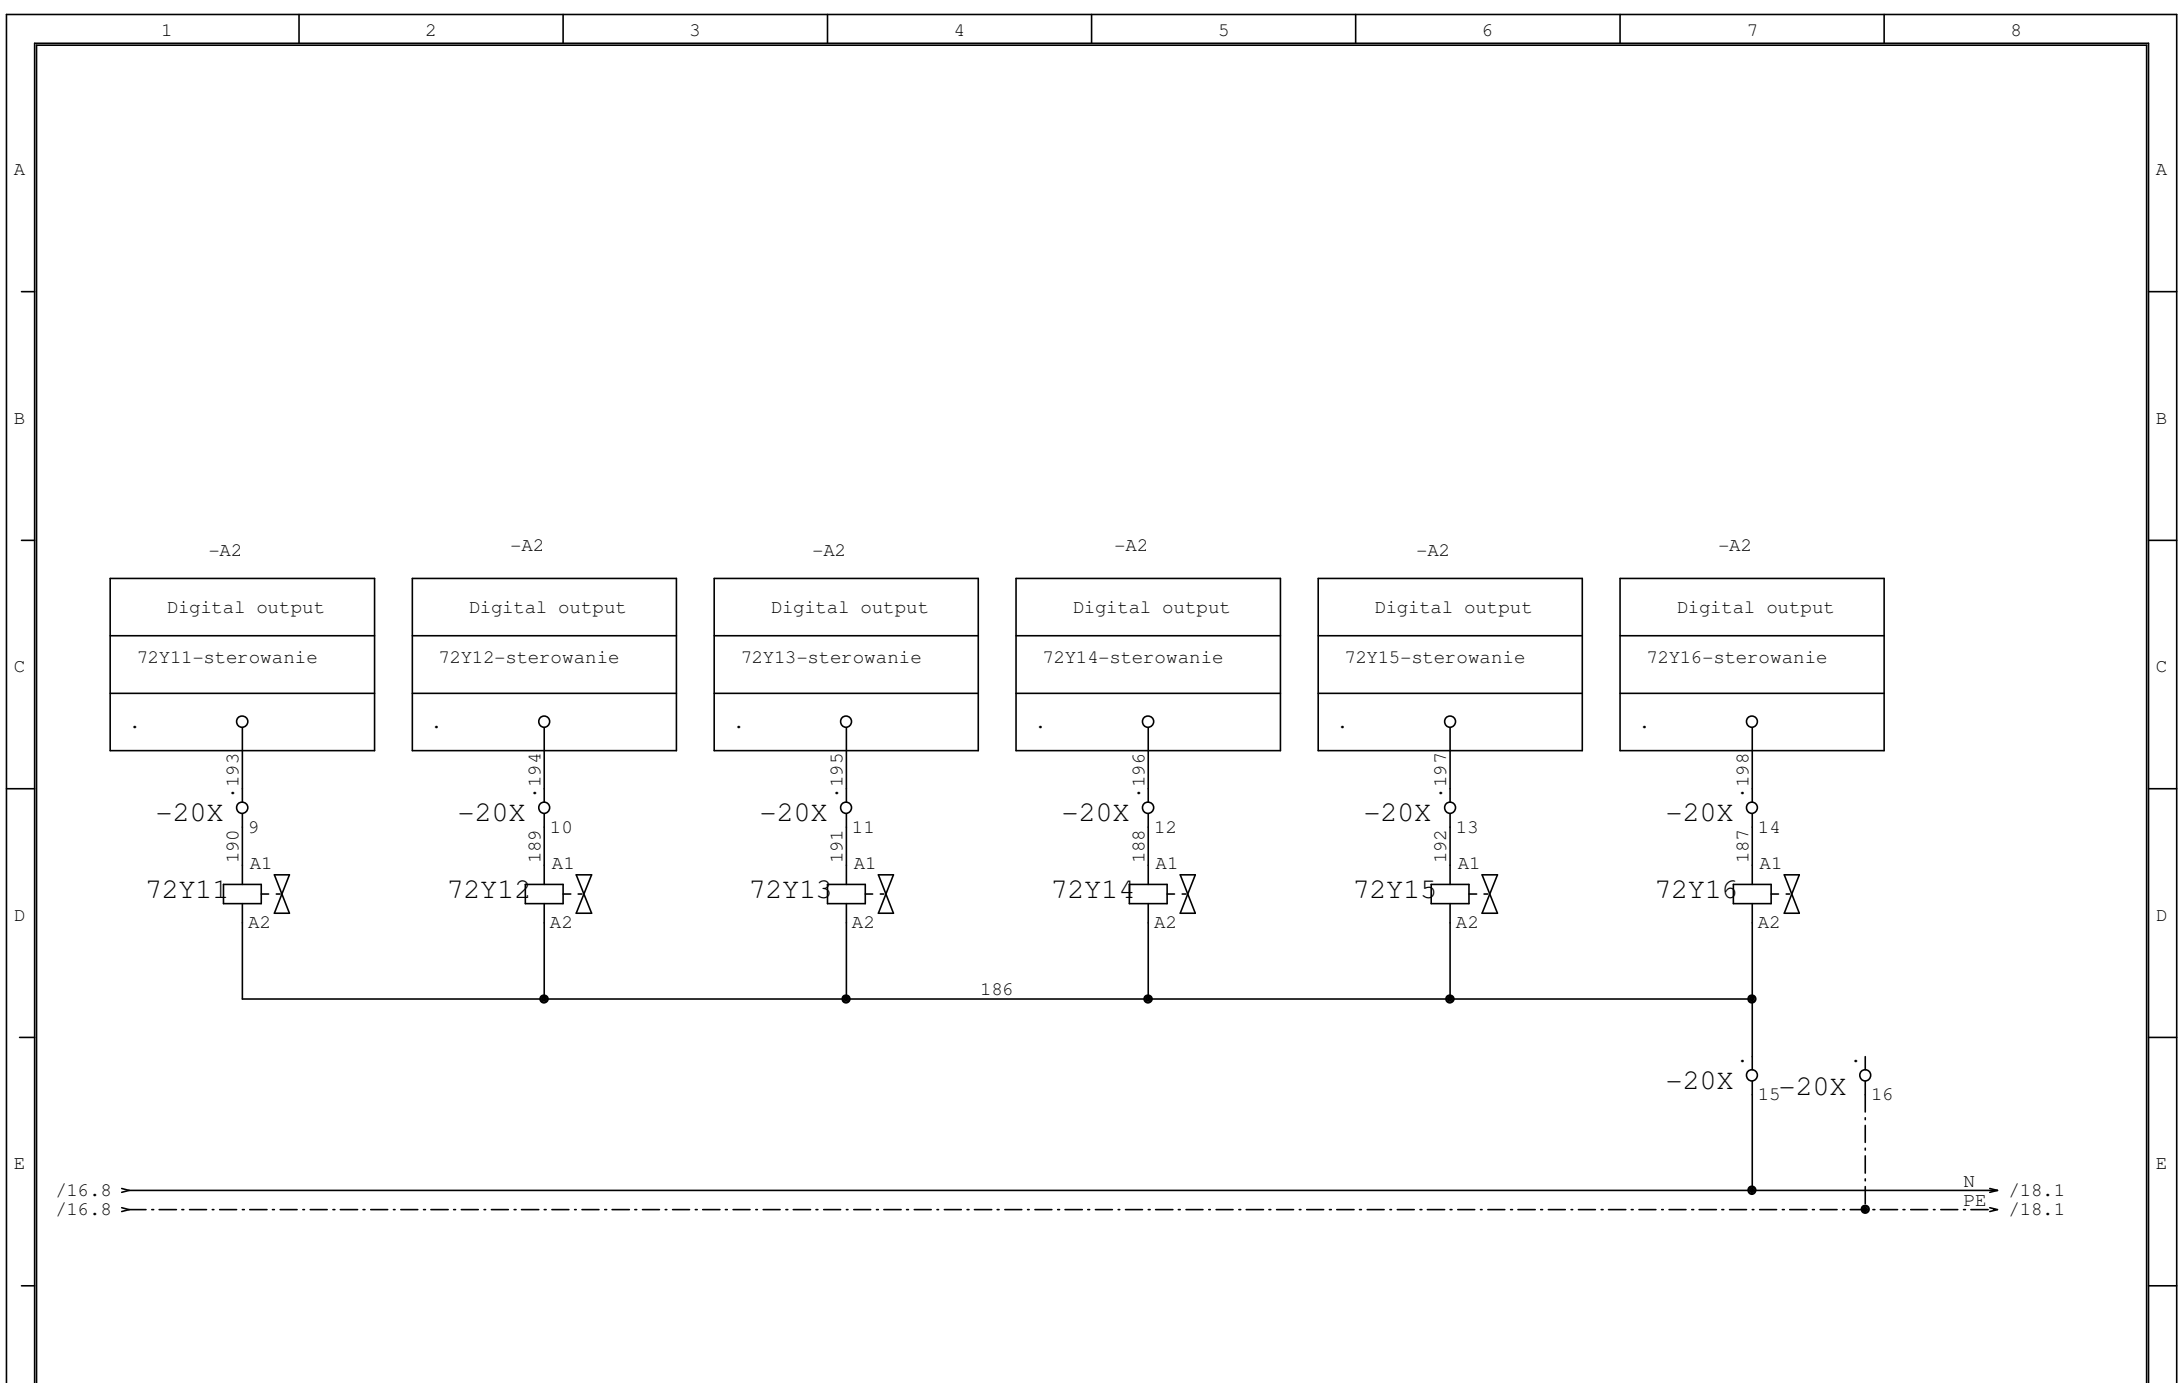 1 2 3 4 5 6 7 8
A A
B B
-A2 -A2 -A2 -A2 -A2 -A2
Digital output Digital output Digital output Digital output Digital output Digital output
72Y11-sterowanie 72Y12-sterowanie 72Y13-sterowanie 72Y14-sterowanie 72Y15-sterowanie 72Y16-sterowanie
C C
. . . . . .
.193 .194 .195 .196 .197 .198
-20X 9 -20X 10 -20X 11 -20X 12 -20X 13 -20X 14
190 189 191 188 192 187
A1 A1 A1 A1 A1 A1
72Y11 72Y12 72Y13 72Y14 72Y15 72Y16
D A2 A2 A2 A2 A2 A2 D
186
. .
-20X 15 -20X 16
E E
/16.8 N /18.1
/16.8 PE /18.1